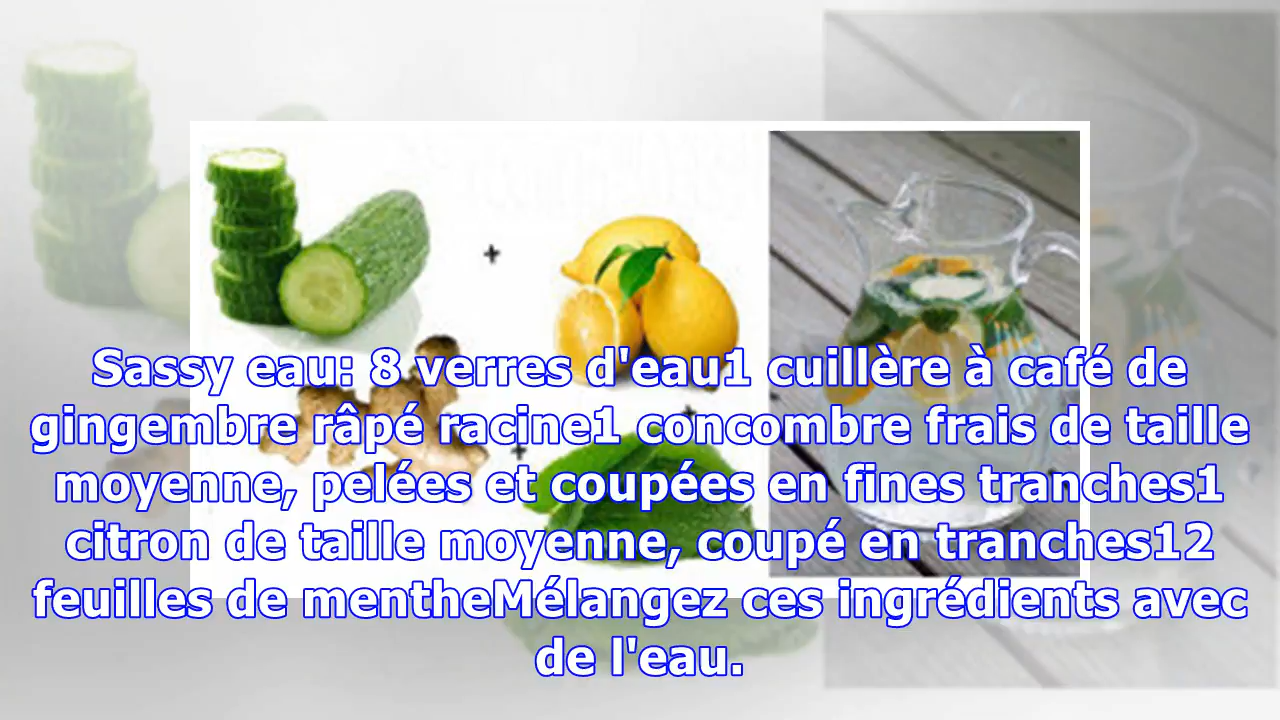 Sassy eau: 8 verres d'eau1 cuillère à café de
gingembre râpé racine1 concombre frais de taille
moyenne, pelées et coupées en fines tranches1
citron de taille moyenne, coupé en tranches12
feuilles de mentheMélangez ces ingrédients avec
de l'eau.